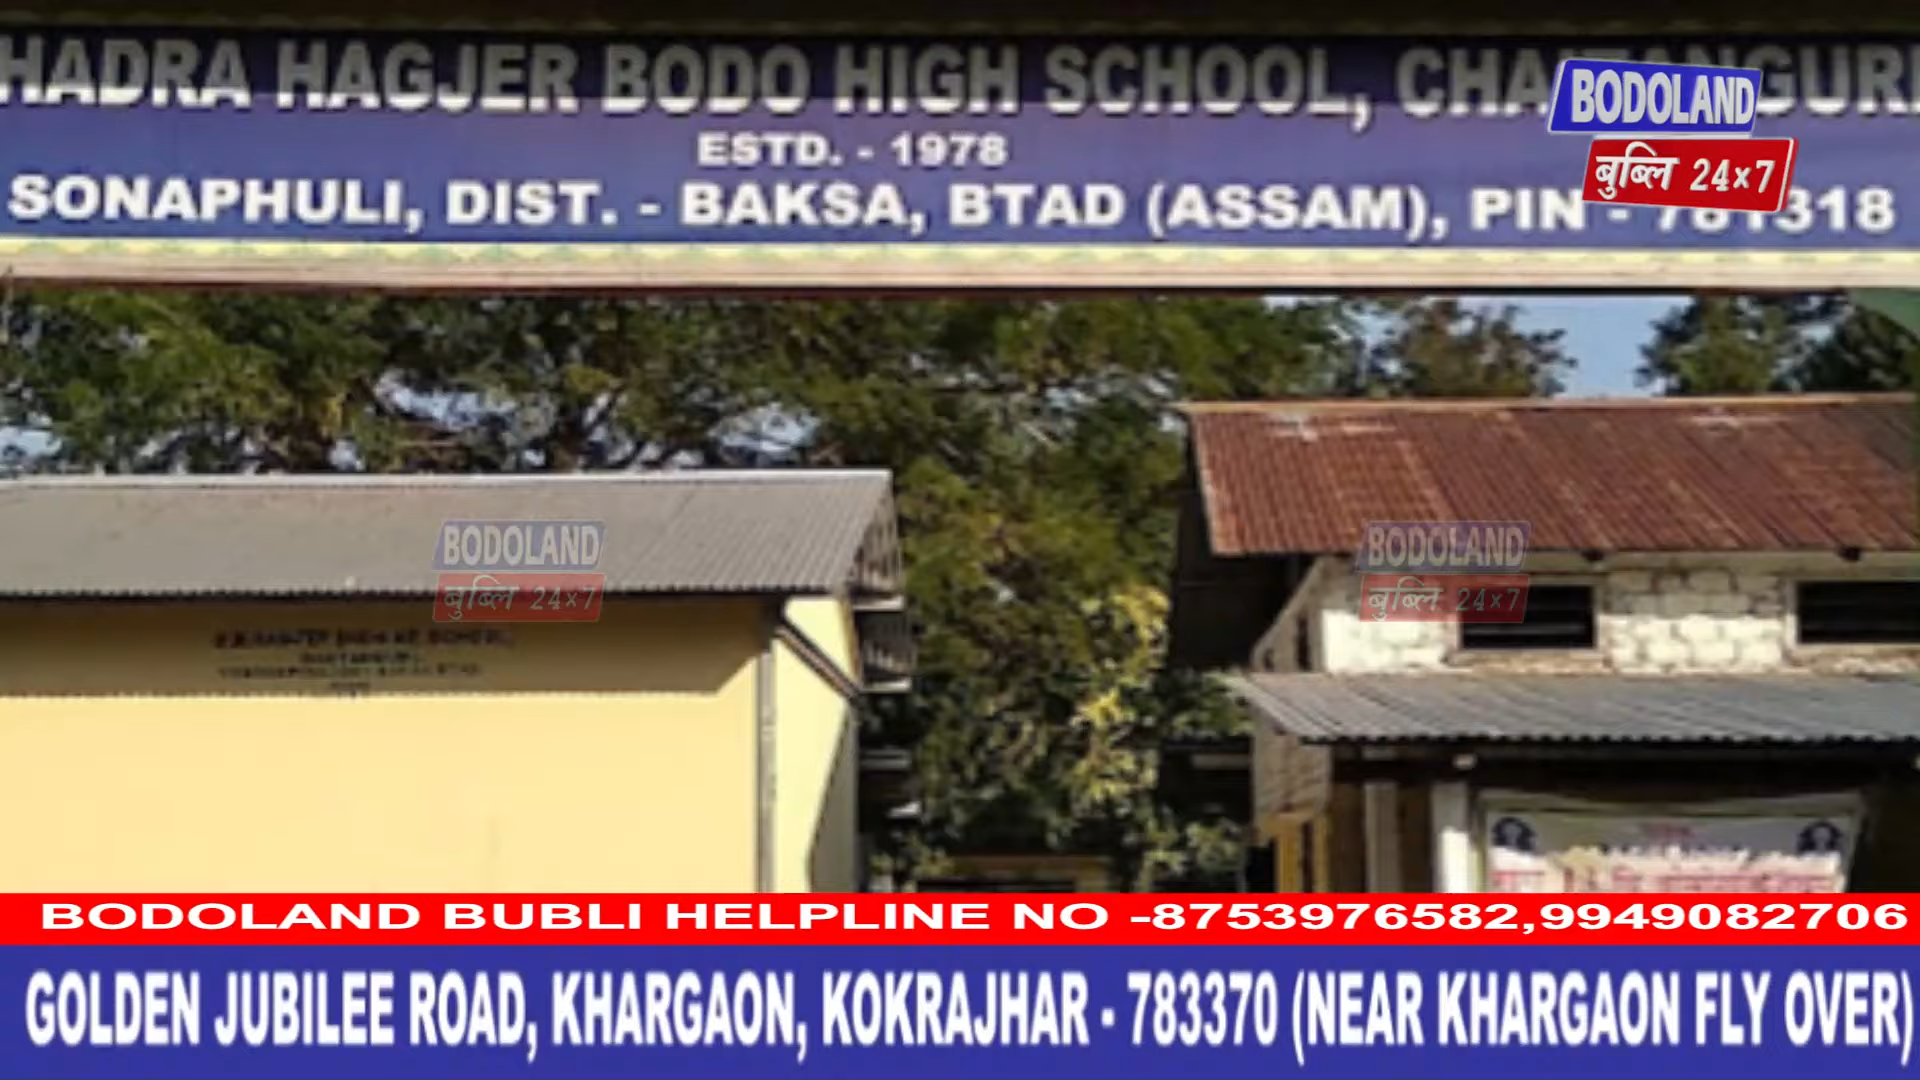 HADRA HAGJER BODO HIGH SCHOOL,
ESTD. - 1978
SONAPHULI, DIST. - BAKSA, BTAD (ASSAM), PIN - 781318
BODOLAND
बुब्लि 24x7
BODOLAND
बुब्लि 24x7
BODOLAND
बुब्लि 24x7
BODOLAND BUBLI HELPLINE NO -8753976582,9949082706
GOLDEN JUBILEE ROAD, KHARGAON, KOKRAJHAR - 783370 (NEAR KHARGAON FLY OVER)